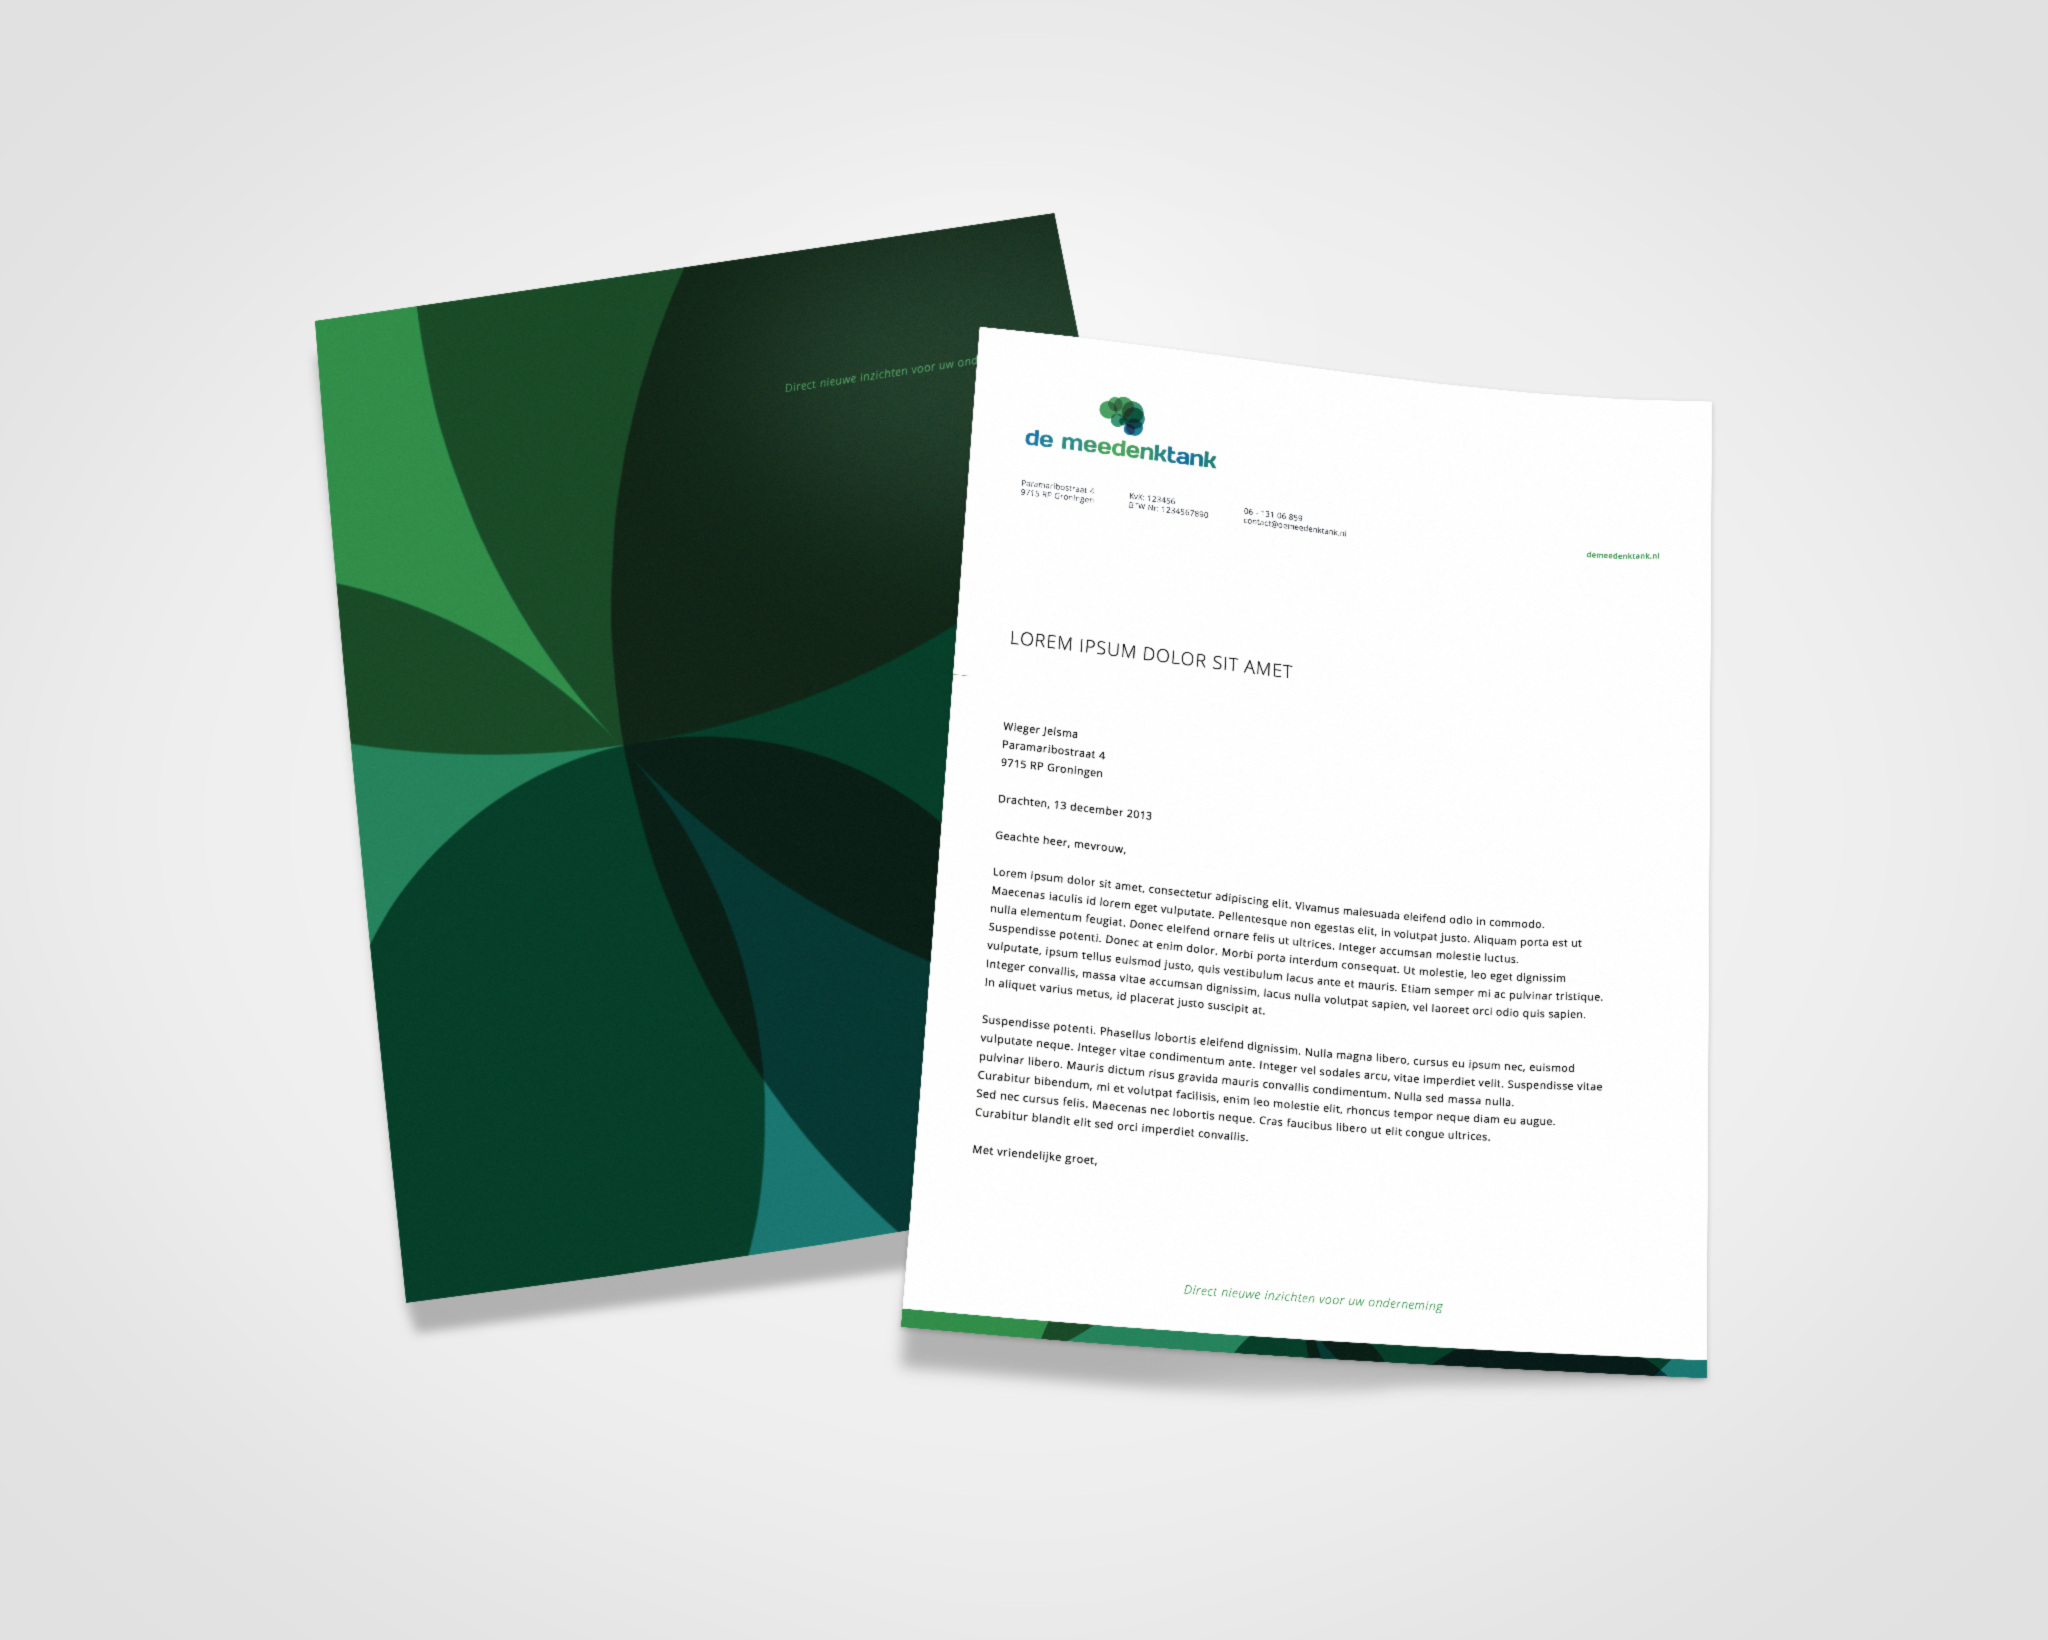 Direct nieuwe inzichten voor uw ond
de meedenktank
Paramaribostraat 4
9715 RP Groningen
KvK: 123456
BTW Nr: 1234567890
06 - 131 06 859
contact@demeedenktank.nl
demeedenktank.nl
LOREM IPSUM DOLOR SIT AMET
Wieger Jelsma
Paramaribostraat 4
9715 RP Groningen
Drachten, 13 december 2013
Geachte heer, mevrouw,
Lorem ipsum dolor sit amet, consectetur adipiscing elit. Vivamus malesuada eleifend odio in commodo.
Maecenas iaculis id lorem eget vulputate. Pellentesque non egestas elit, in volutpat justo. Aliquam porta est ut
nulla elementum feugiat. Donec eleifend ornare felis ut ultrices. Integer accumsan molestie luctus.
Suspendisse potenti. Donec at enim dolor. Morbi porta interdum consequat. Ut molestie, leo eget dignissim
vulputate, ipsum tellus euismod justo, quis vestibulum lacus ante et mauris. Etiam semper mi ac pulvinar tristique.
Integer convallis, massa vitae accumsan dignissim, lacus nulla volutpat sapien, vel laoreet orci odio quis sapien.
In aliquet varius metus, id placerat justo suscipit at.
Suspendisse potenti. Phasellus lobortis eleifend dignissim. Nulla magna libero, cursus eu ipsum nec, euismod
vulputate neque. Integer vitae condimentum ante. Integer vel sodales arcu, vitae imperdiet velit. Suspendisse vitae
pulvinar libero. Mauris dictum risus gravida mauris convallis condimentum. Nulla sed massa nulla.
Curabitur bibendum, mi et volutpat facilisis, enim leo molestie elit, rhoncus tempor neque diam eu augue.
Sed nec cursus felis. Maecenas nec lobortis neque. Cras faucibus libero ut elit congue ultrices.
Curabitur blandit elit sed orci imperdiet convallis.
Met vriendelijke groet,
Direct nieuwe inzichten voor uw onderneming